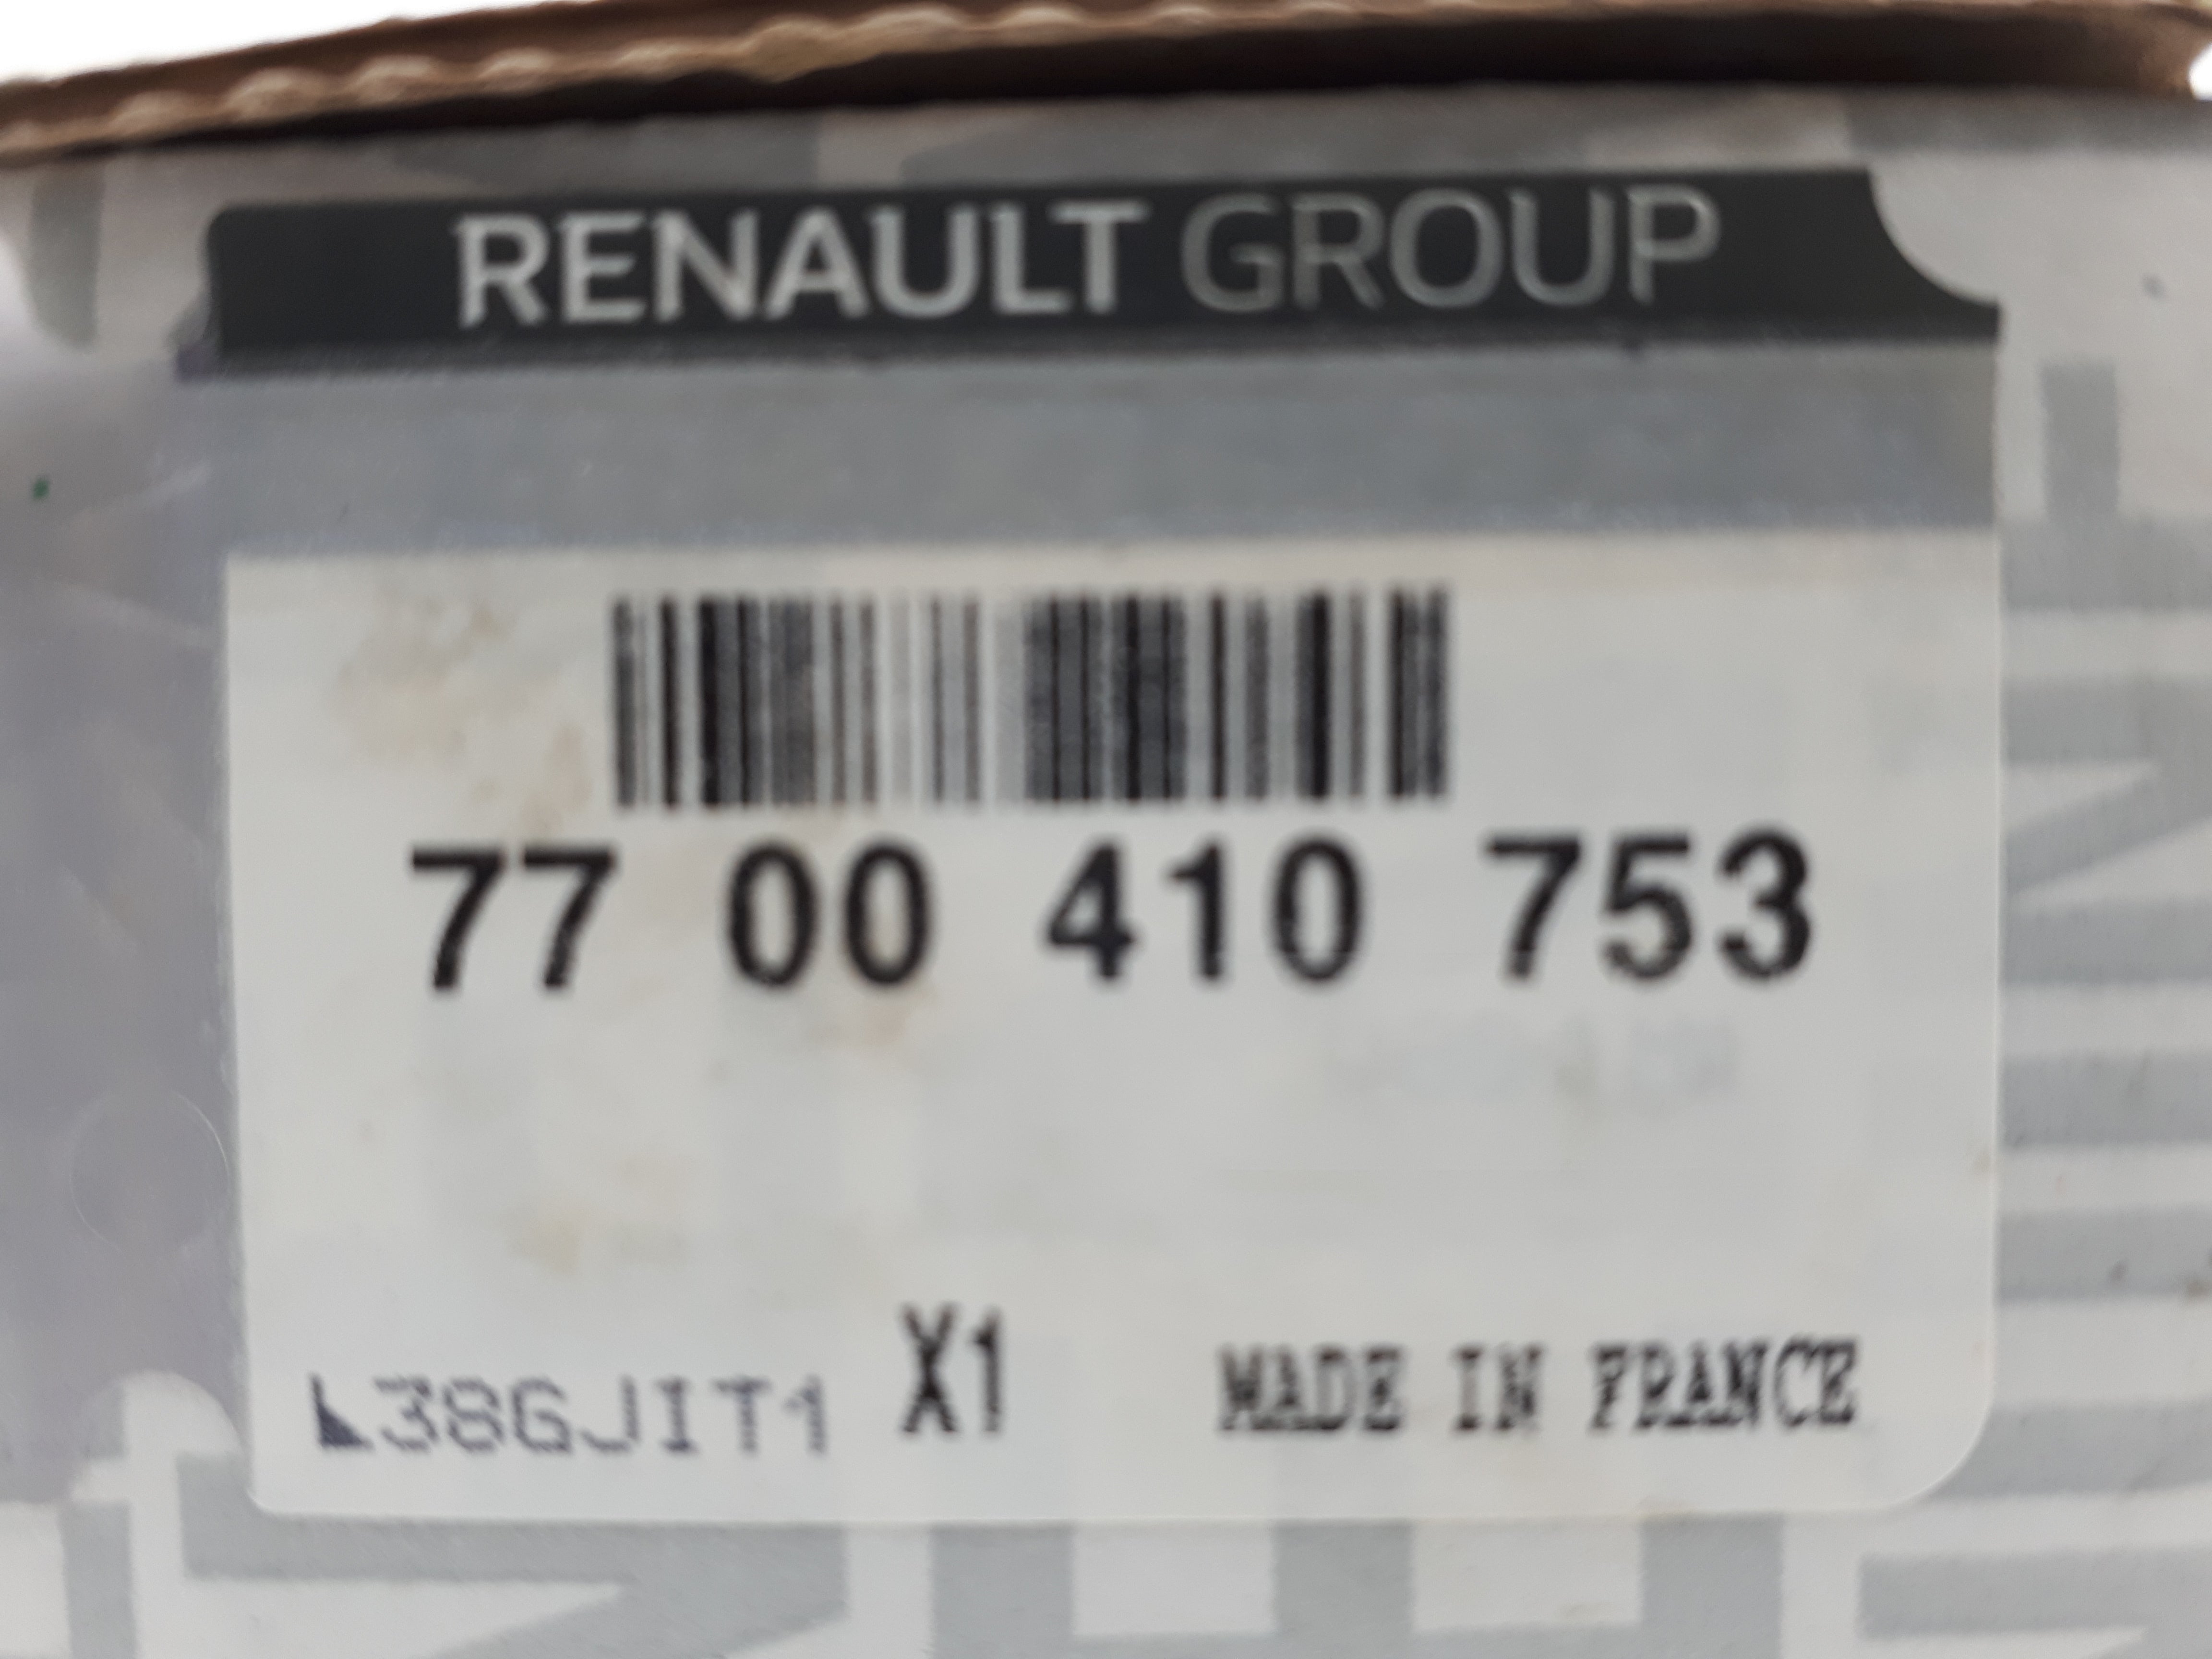 RENAULT GROUP
77 00 410 753
38GJIT1 X1 MADE IN FRANCE